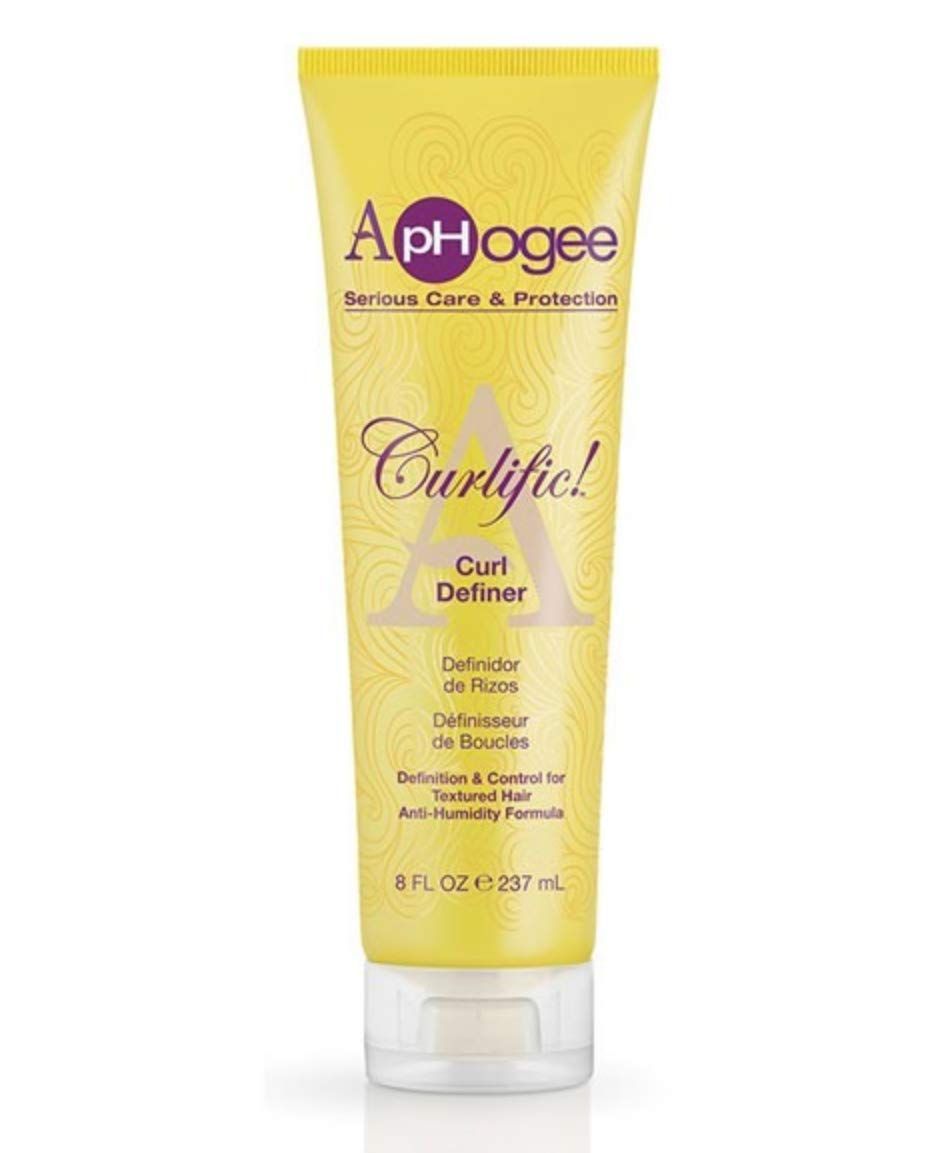 ApHogee
Serious Care & Protection
Curlific!™
Curl
Definer
Definidor
de Rizos
Définisseur
de Boucles
Definition & Control for
Textured Hair
Anti-Humidity Formula
8 FL OZ ℮ 237 mL